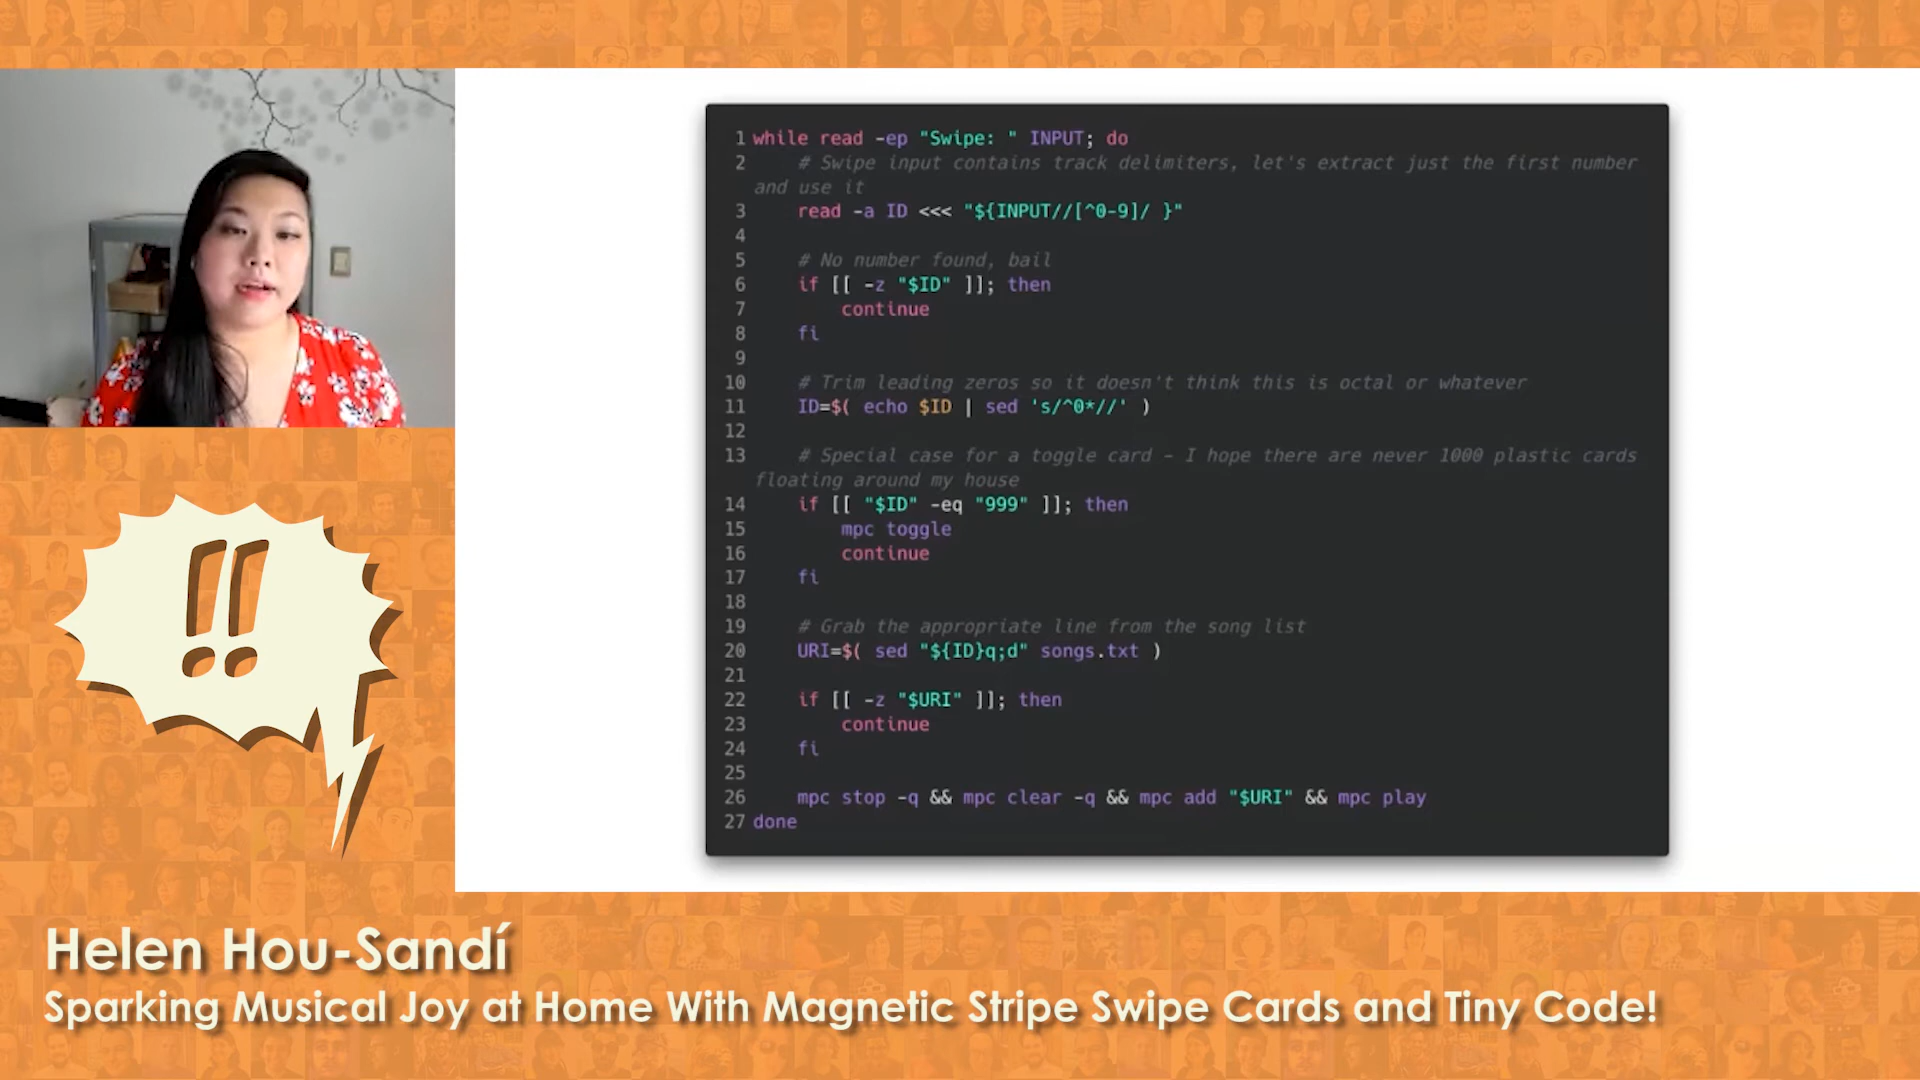 1 while read -ep "Swipe: " INPUT; do
2 # Swipe input contains track delimiters, let's extract just the first number
and use it
3 read -a ID <<< "${INPUT//[^0-9]/ }"
4
5 # No number found, bail
6 if [[ -z "$ID" ]]; then
7 continue
8 fi
9
10 # Trim leading zeros so it doesn't think this is octal or whatever
11 ID=$( echo $ID | sed 's/^0*//' )
12
13 # Special case for a toggle card - I hope there are never 1000 plastic cards
floating around my house
14 if [[ "$ID" -eq "999" ]]; then
15 mpc toggle
16 continue
17 fi
18
19 # Grab the appropriate line from the song list
20 URI=$( sed "${ID}q;d" songs.txt )
21
22 if [[ -z "$URI" ]]; then
23 continue
24 fi
25
26 mpc stop -q && mpc clear -q && mpc add "$URI" && mpc play
27 done
!!
Helen Hou-Sandí
Sparking Musical Joy at Home With Magnetic Stripe Swipe Cards and Tiny Code!